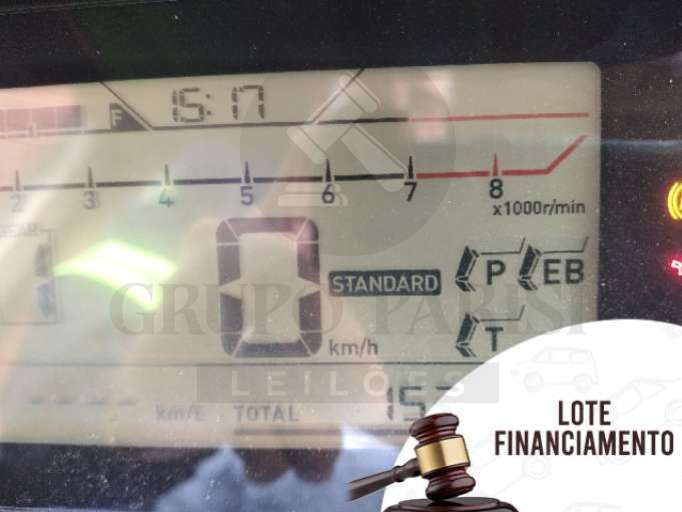 F 15:17
2 3 4 5 6 7 8
x1000r/min
0 STANDARD P EB
GRUPO PARISI
T
km/h
LEILÕES
km/L TOTAL
LOTE
FINANCIAMENTO